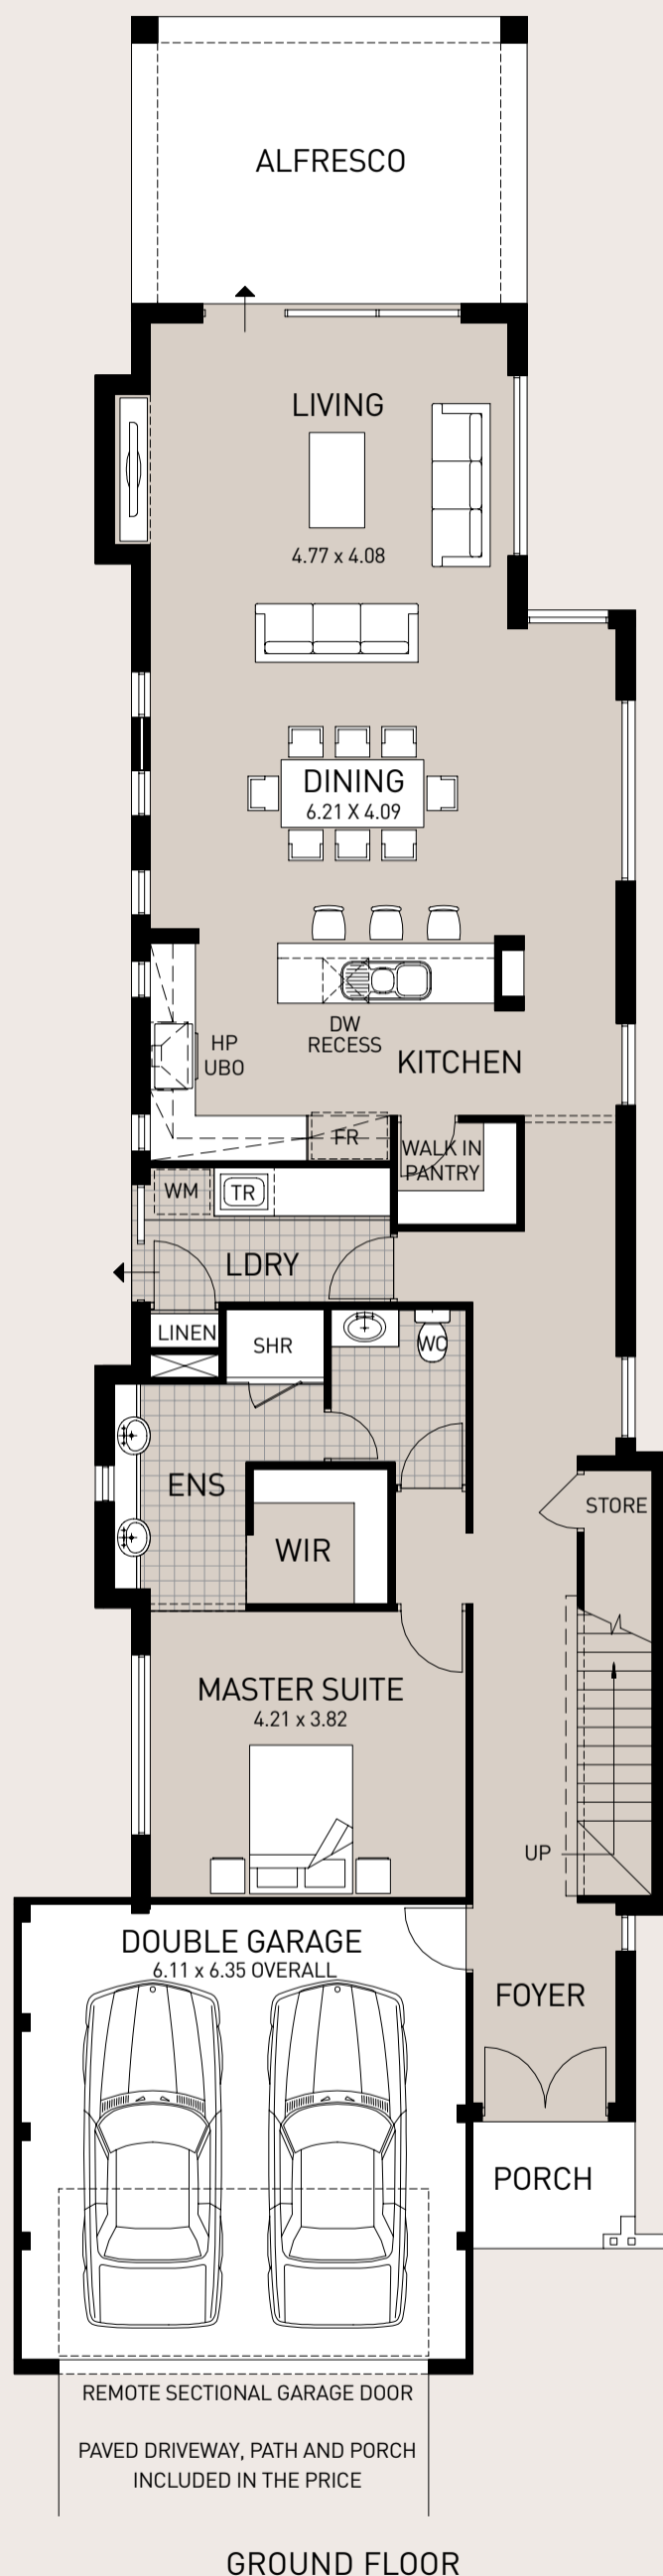 ALFRESCO
LIVING
4.77 x 4.08
DINING
6.21 X 4.09
HP
UBO
DW
RECESS
KITCHEN
FR
WALK IN
PANTRY
WM
TR
LDRY
LINEN
SHR
WC
ENS
WIR
STORE
MASTER SUITE
4.21 x 3.82
UP
DOUBLE GARAGE
6.11 x 6.35 OVERALL
FOYER
PORCH
REMOTE SECTIONAL GARAGE DOOR
PAVED DRIVEWAY, PATH AND PORCH
INCLUDED IN THE PRICE
GROUND FLOOR